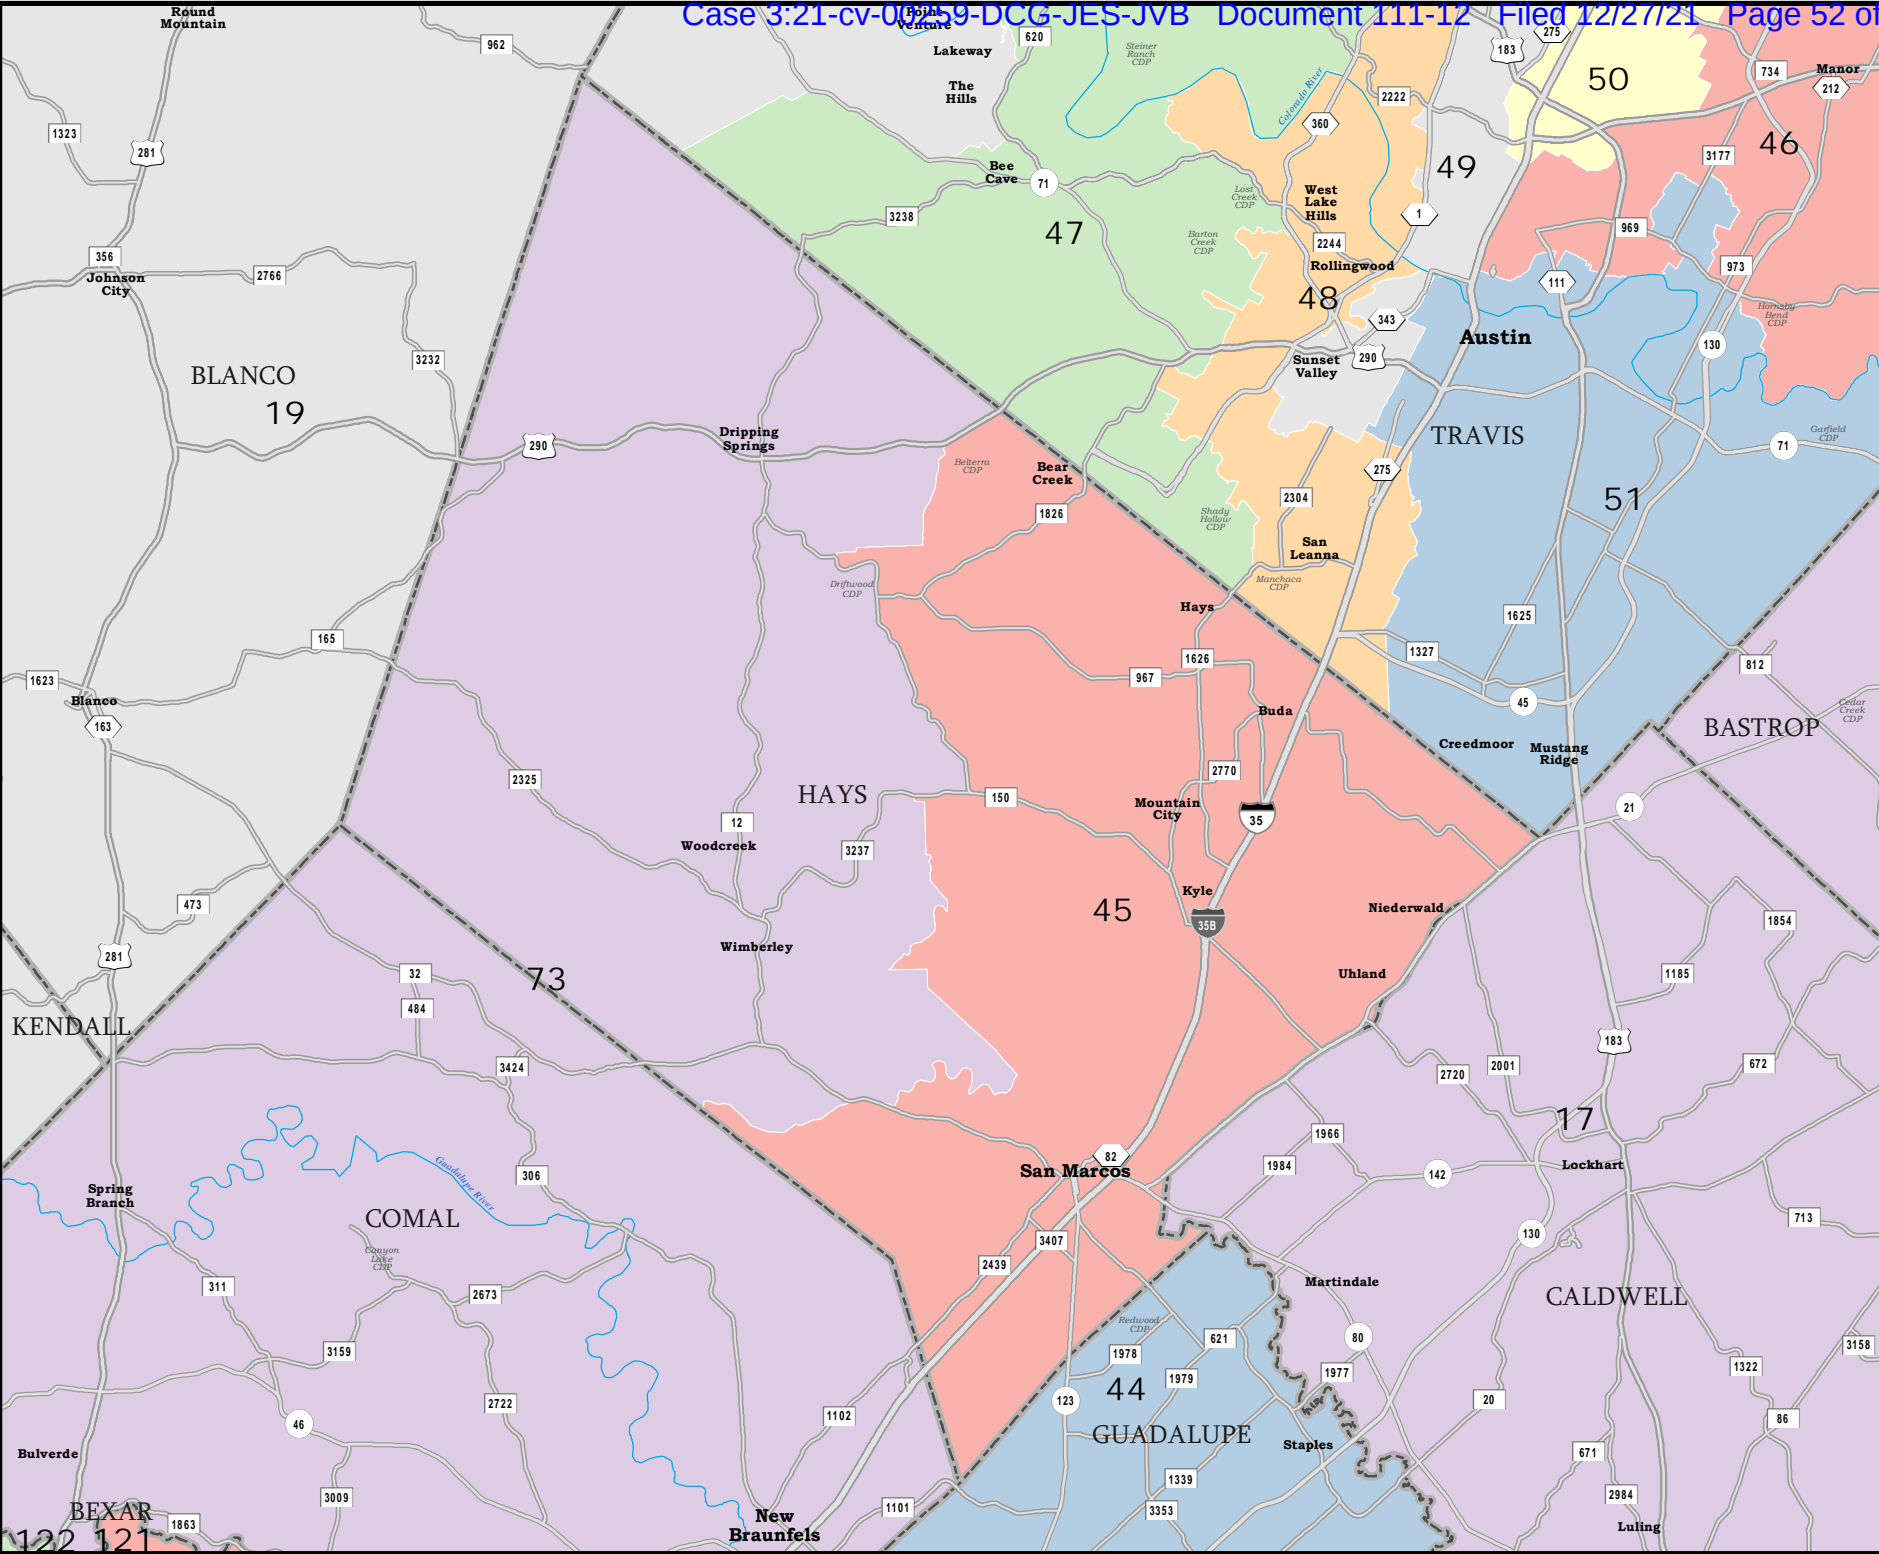 Case 3:21-cv-00259-DCG-JES-JVB Document 111-12 Filed 12/27/21 Page 52 of
Round
Mountain
Point
Venture
962
620
Lakeway
Steiner
Ranch
CDP
The
Hills
183
275
50
734
Manor
212
2222
Colorado River
360
1323
281
46
3177
49
Bee
Cave
71
Lost
Creek
CDP
West
Lake
Hills
1
3238
47
Barton
Creek
CDP
2244
969
356
Johnson
City
2766
Rollingwood
973
48
111
Hornsby
Bend
CDP
343
Austin
130
3232
Sunset
Valley
290
BLANCO
19
290
Dripping
Springs
TRAVIS
Garfield
CDP
71
Belterra
CDP
Bear
Creek
275
2304
51
1826
Shady
Hollow
CDP
San
Leanna
Driftwood
CDP
Manchaca
CDP
Hays
1625
165
1327
1626
812
1623
967
Blanco
163
45
Cedar
Creek
CDP
Buda
BASTROP
Creedmoor
Mustang
Ridge
2325
2770
HAYS
150
Mountain
City
21
12
35
Woodcreek
3237
Kyle
473
45
Niederwald
1854
35B
Wimberley
281
32
73
Uhland
1185
484
KENDALL
183
3424
2720
2001
672
17
1966
306
82
San Marcos
1984
142
Lockhart
Spring
Branch
Guadalupe River
COMAL
713
130
3407
Canyon
Lake
CDP
2439
311
2673
Martindale
CALDWELL
Redwood
CDP
621
80
3159
1978
3158
44
1979
1977
1322
2722
123
20
46
1102
GUADALUPE
86
Bulverde
Staples
671
1339
3009
2984
BEXAR
1101
3353
1863
New
Braunfels
Luling
122 121